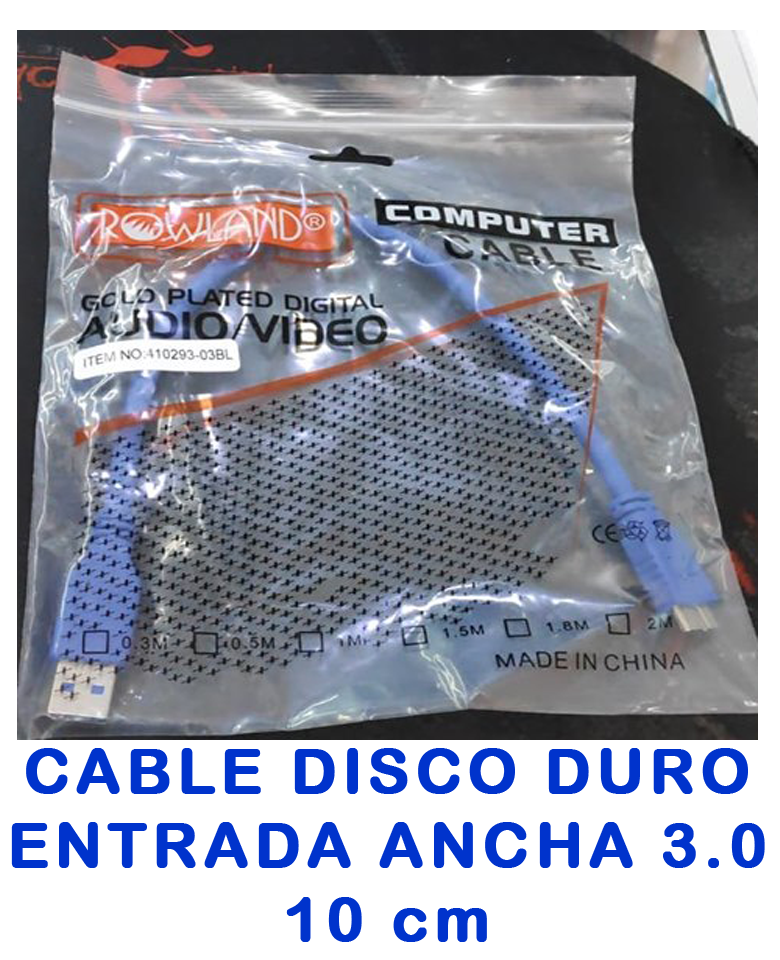 ROWLAND®
COMPUTER
CABLE
GOLD PLATED DIGITAL
AUDIO/VIDEO
ITEM NO:410293-03BL
CE
0.3M 0.5M 1M 1.5M 1.8M 2M
MADE IN CHINA
CABLE DISCO DURO
ENTRADA ANCHA 3.0
10 cm